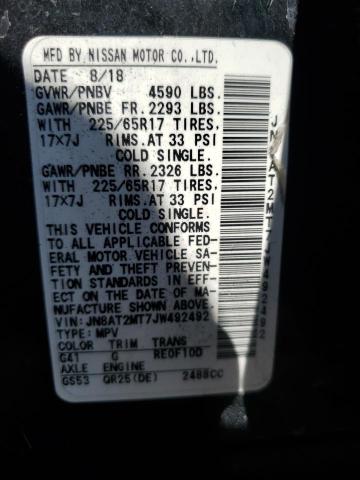 MFD BY NISSAN MOTOR CO.,LTD.
DATE 8/18
GVWR/PNBV 4590 LBS.
GAWR/PNBE FR. 2293 LBS.
WITH 225/65R17 TIRES,
17x7J RIMS, AT 33 PSI
COLD SINGLE.
GAWR/PNBE RR. 2326 LBS.
WITH 225/65R17 TIRES,
17x7J RIMS, AT 33 PSI
COLD SINGLE.
THIS VEHICLE CONFORMS
TO ALL APPLICABLE FED-
ERAL MOTOR VEHICLE SA-
FETY AND THEFT PREVEN-
TION STANDARDS IN EFF-
ECT ON THE DATE OF
MANUFACTURE SHOWN ABOVE.
VIN: JN8AT2MT7JW492492
TYPE: MPV
COLOR TRIM TRANS
G41 G RE0F10D
AXLE ENGINE
GS53 QR25(DE) 2488CC
JN8AT2MT7JW492492